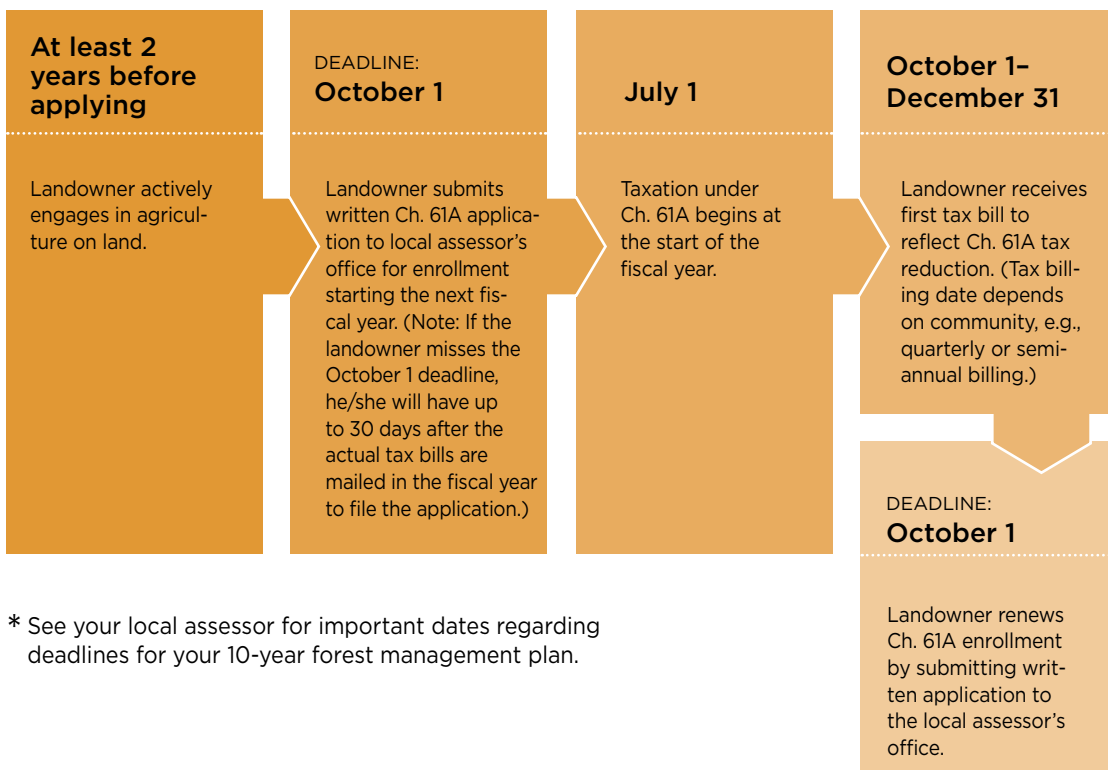 At least 2
years before
applying
Landowner actively
engages in agricul-
ture on land.
DEADLINE:
October 1
Landowner submits
written Ch. 61A applica-
tion to local assessor’s
office for enrollment
starting the next fis-
cal year. (Note: If the
landowner misses the
October 1 deadline,
he/she will have up
to 30 days after the
actual tax bills are
mailed in the fiscal year
to file the application.)
July 1
Taxation under
Ch. 61A begins at
the start of the
fiscal year.
October 1–
December 31
Landowner receives
first tax bill to
reflect Ch. 61A tax
reduction. (Tax bill-
ing date depends
on community, e.g.,
quarterly or semi-
annual billing.)
DEADLINE:
October 1
Landowner renews
Ch. 61A enrollment
by submitting writ-
ten application to
the local assessor’s
office.
* See your local assessor for important dates regarding
deadlines for your 10-year forest management plan.